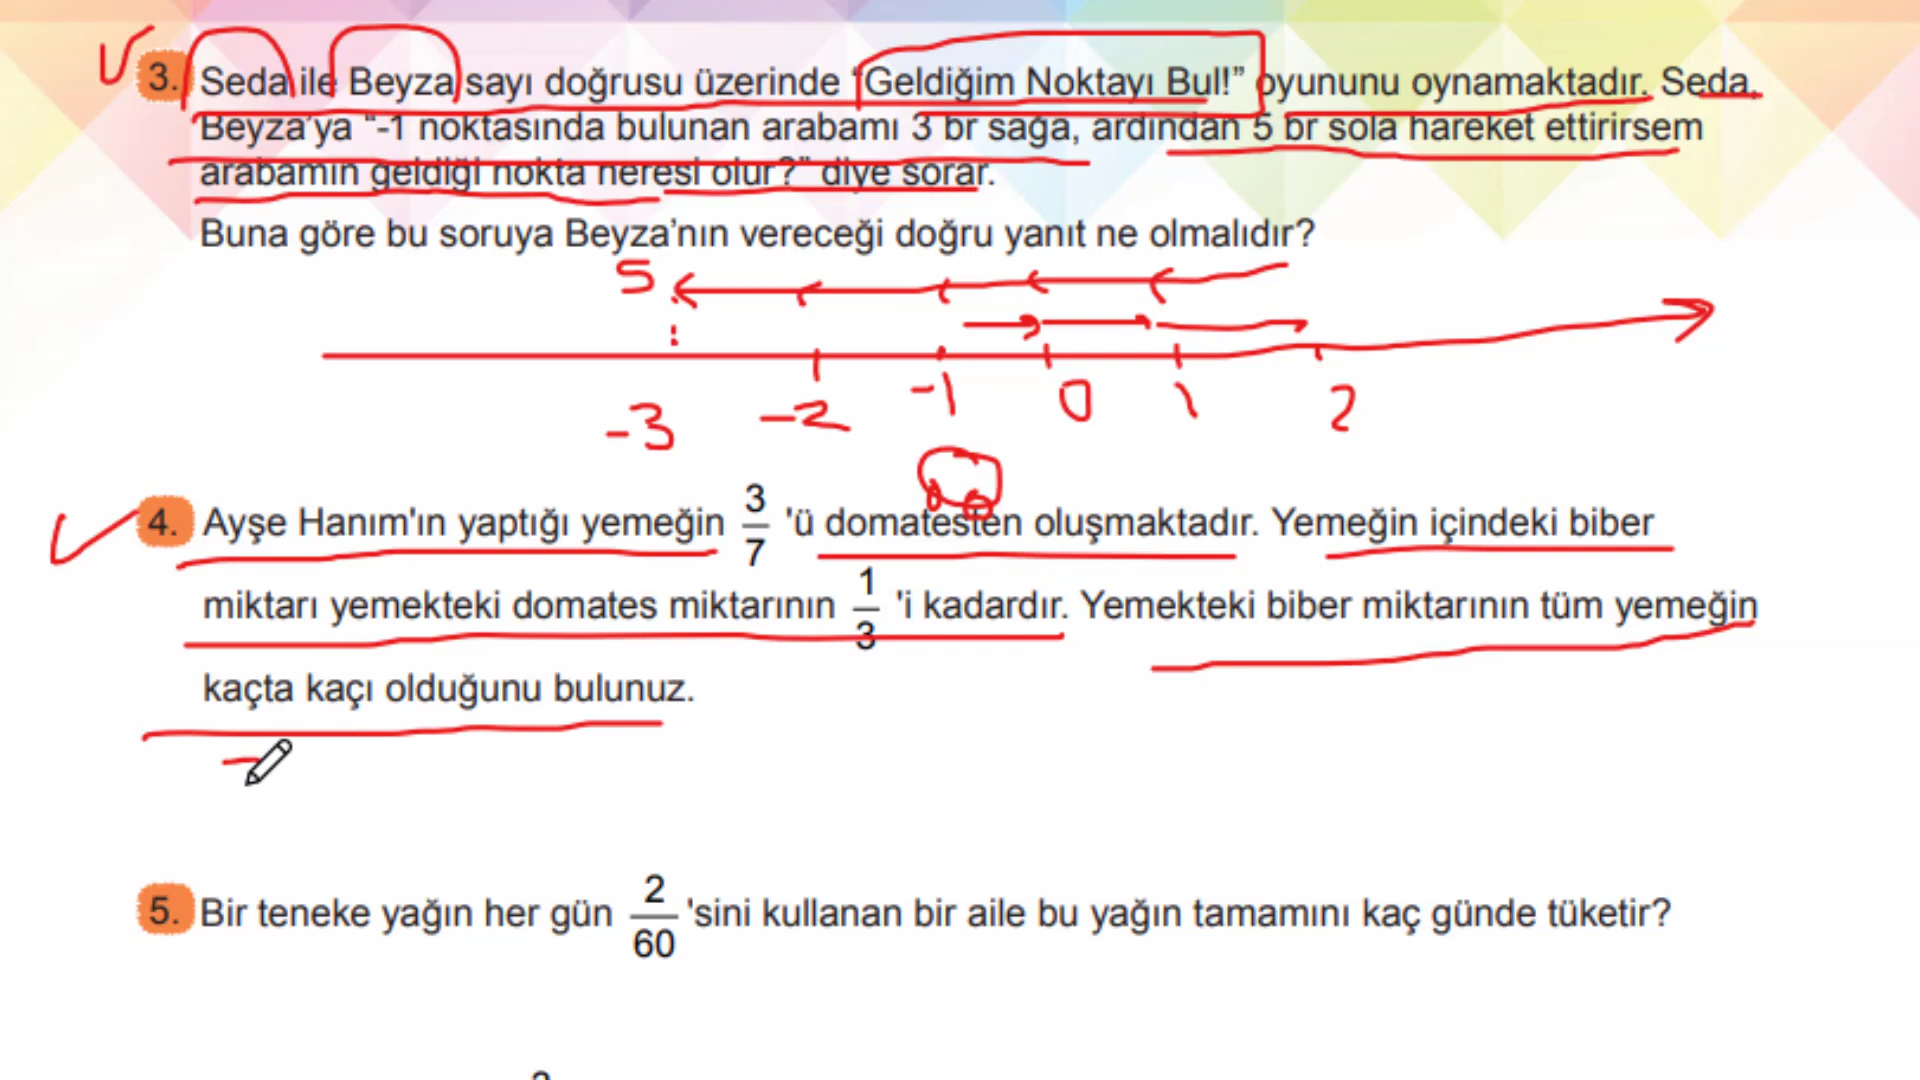 3. Seda ile Beyza sayı doğrusu üzerinde “Geldiğim Noktayı Bul!” oyununu oynamaktadır. Seda,
Beyza’ya “-1 noktasında bulunan arabamı 3 br sağa, ardından 5 br sola hareket ettirirsem
arabamın geldiği nokta neresi olur?” diye sorar.
Buna göre bu soruya Beyza’nın vereceği doğru yanıt ne olmalıdır?
5
-3 -2 -1 0 1 2
4. Ayşe Hanım'ın yaptığı yemeğin 3/7 'ü domatesten oluşmaktadır. Yemeğin içindeki biber
miktarı yemekteki domates miktarının 1/3 'i kadardır. Yemekteki biber miktarının tüm yemeğin
kaçta kaçı olduğunu bulunuz.
5. Bir teneke yağın her gün 2/60 'sini kullanan bir aile bu yağın tamamını kaç günde tüketir?